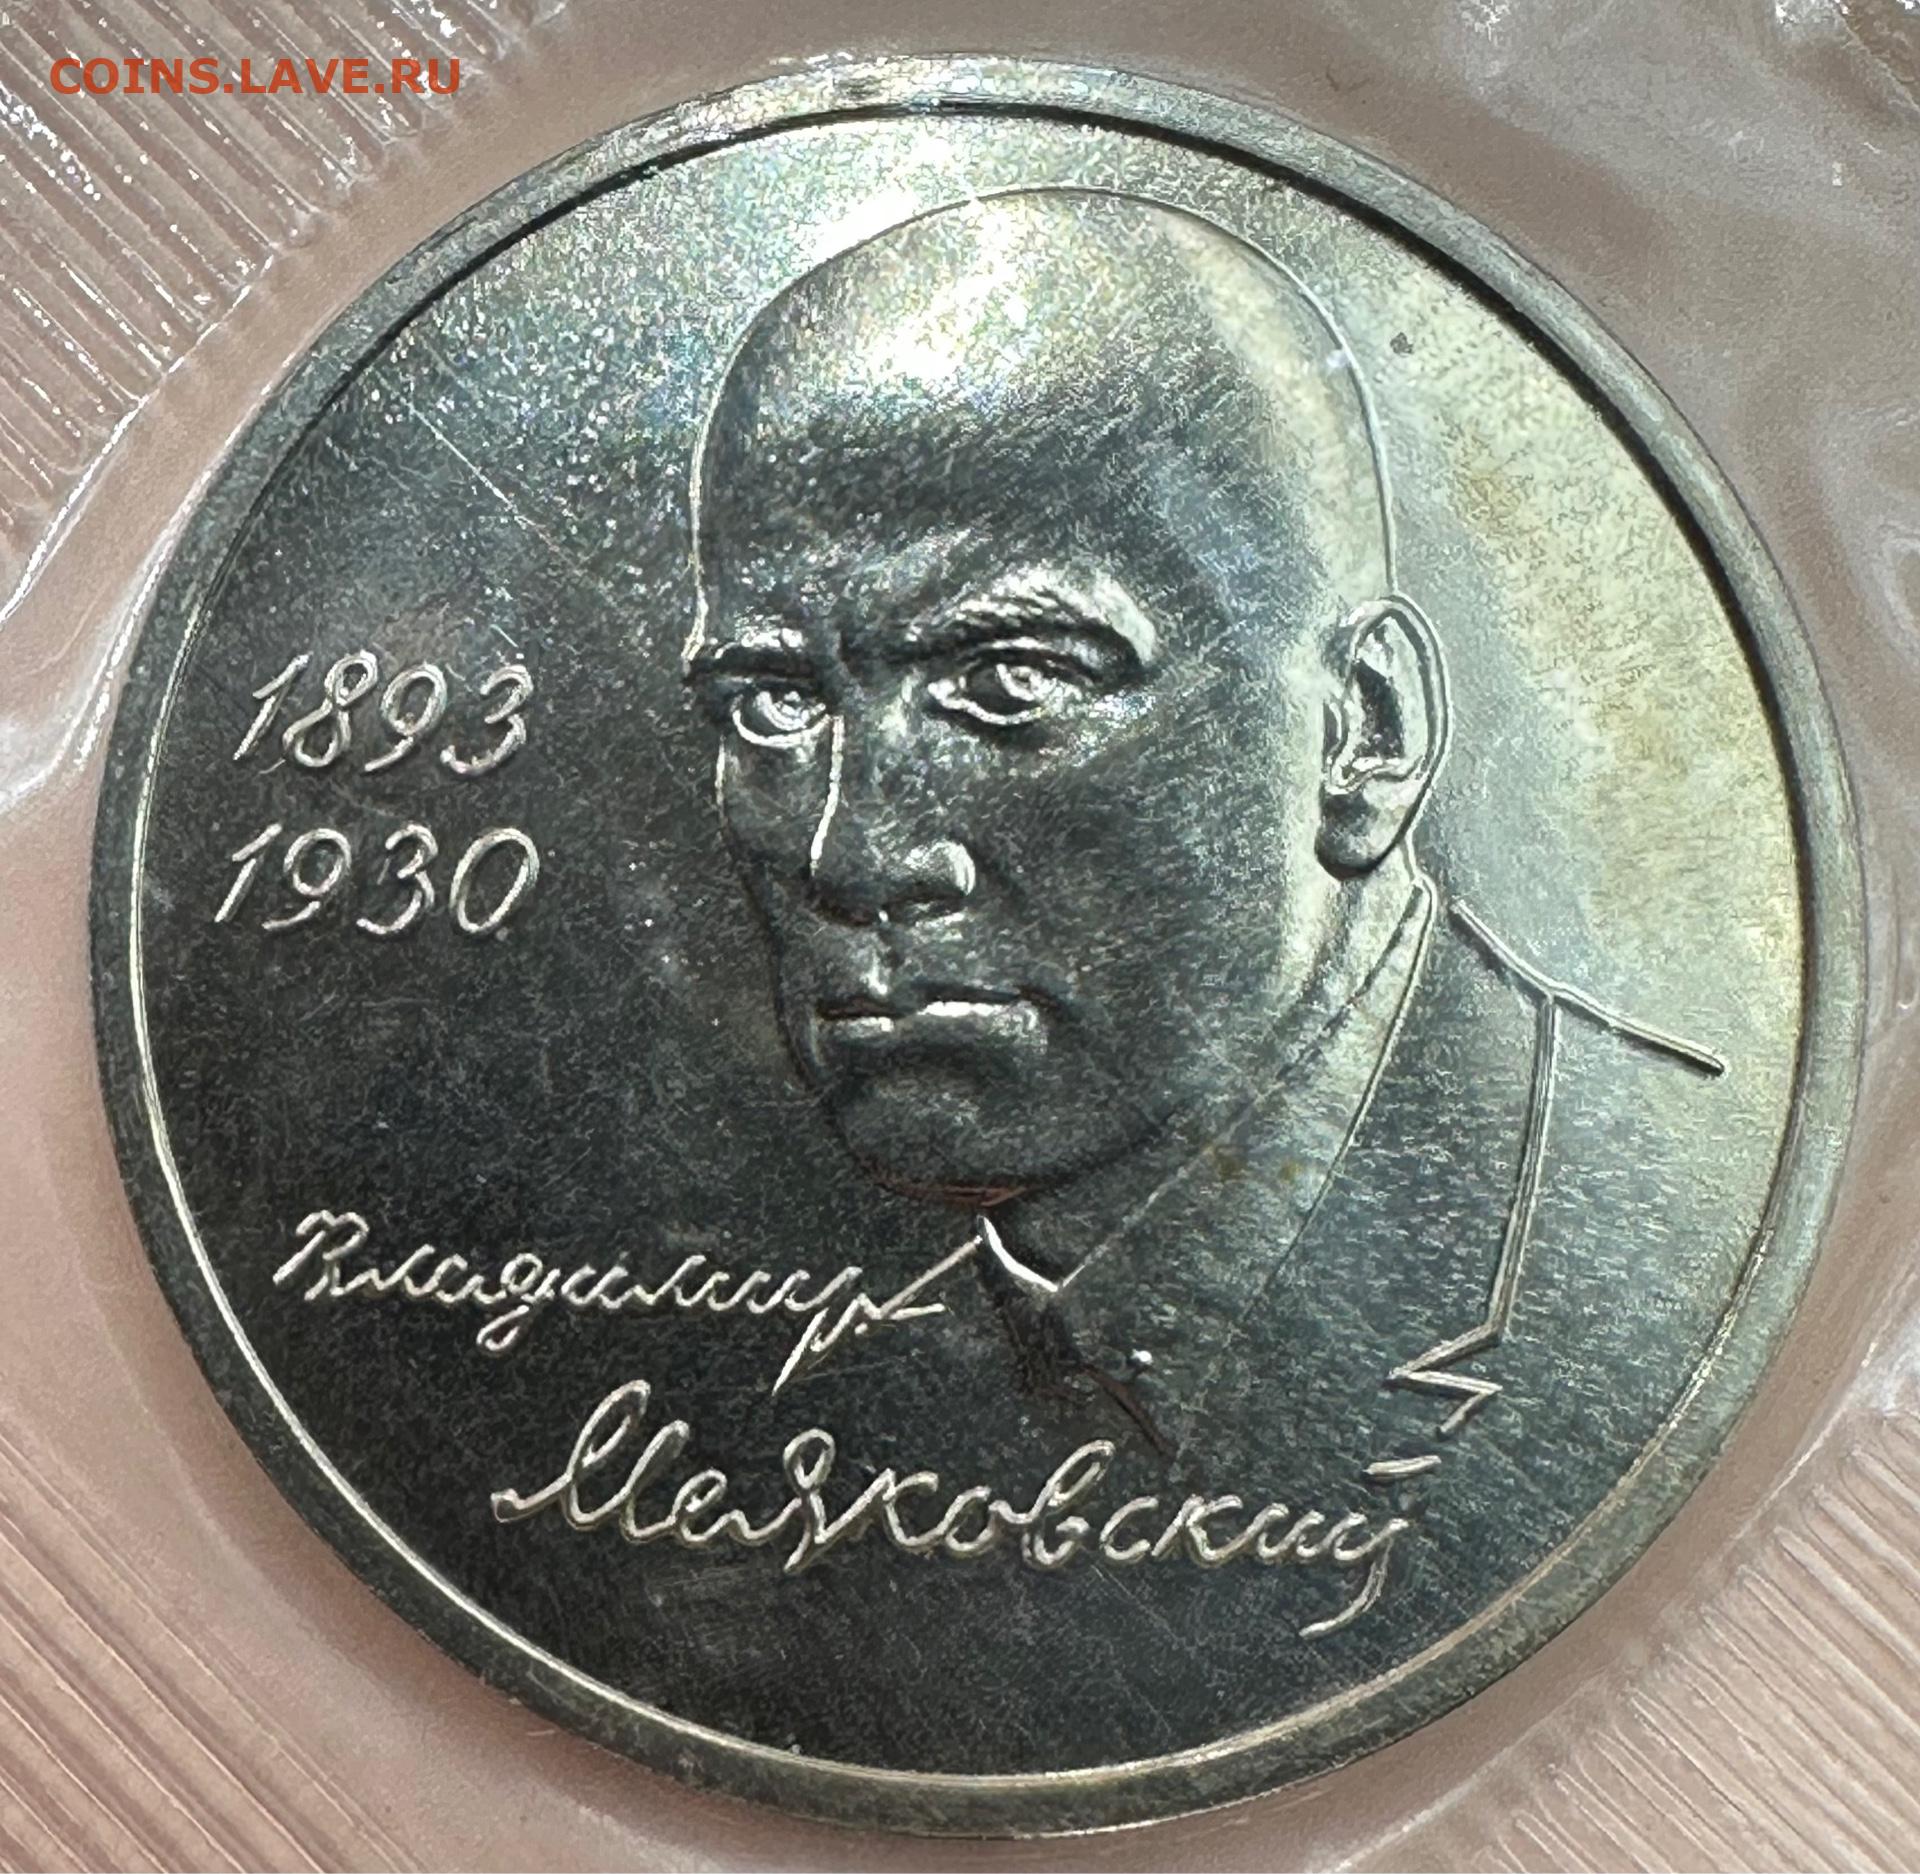 COINS.LAVE.RU
1893
1930
Владимир
Маяковский